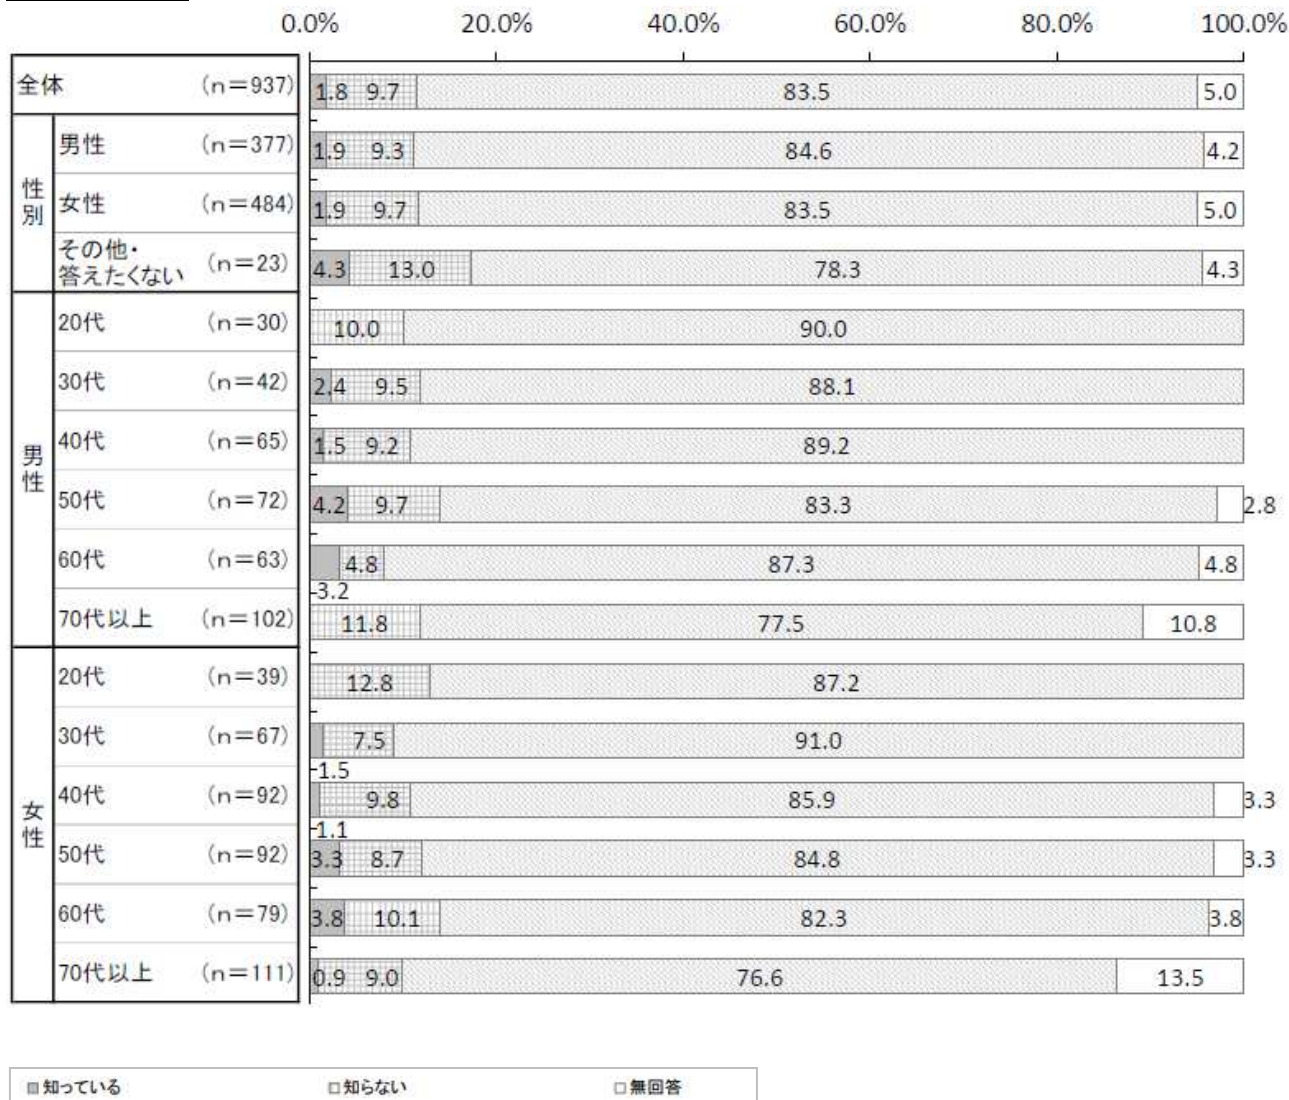 0.0% 20.0% 40.0% 60.0% 80.0% 100.0%
全体 (n=937) 1.8 9.7 83.5 5.0
性別
男性 (n=377) 1.9 9.3 84.6 4.2
女性 (n=484) 1.9 9.7 83.5 5.0
その他・
答えたくない (n=23) 4.3 13.0 78.3 4.3
男性
20代 (n=30) 10.0 90.0
30代 (n=42) 2.4 9.5 88.1
40代 (n=65) 1.5 9.2 89.2
50代 (n=72) 4.2 9.7 83.3 2.8
60代 (n=63) 4.8 87.3 4.8
3.2
70代以上 (n=102) 11.8 77.5 10.8
女性
20代 (n=39) 12.8 87.2
30代 (n=67) 7.5 91.0
1.5
40代 (n=92) 9.8 85.9 3.3
1.1
50代 (n=92) 3.3 8.7 84.8 3.3
60代 (n=79) 3.8 10.1 82.3 3.8
70代以上 (n=111) 0.9 9.0 76.6 13.5
知っている 知らない 無回答